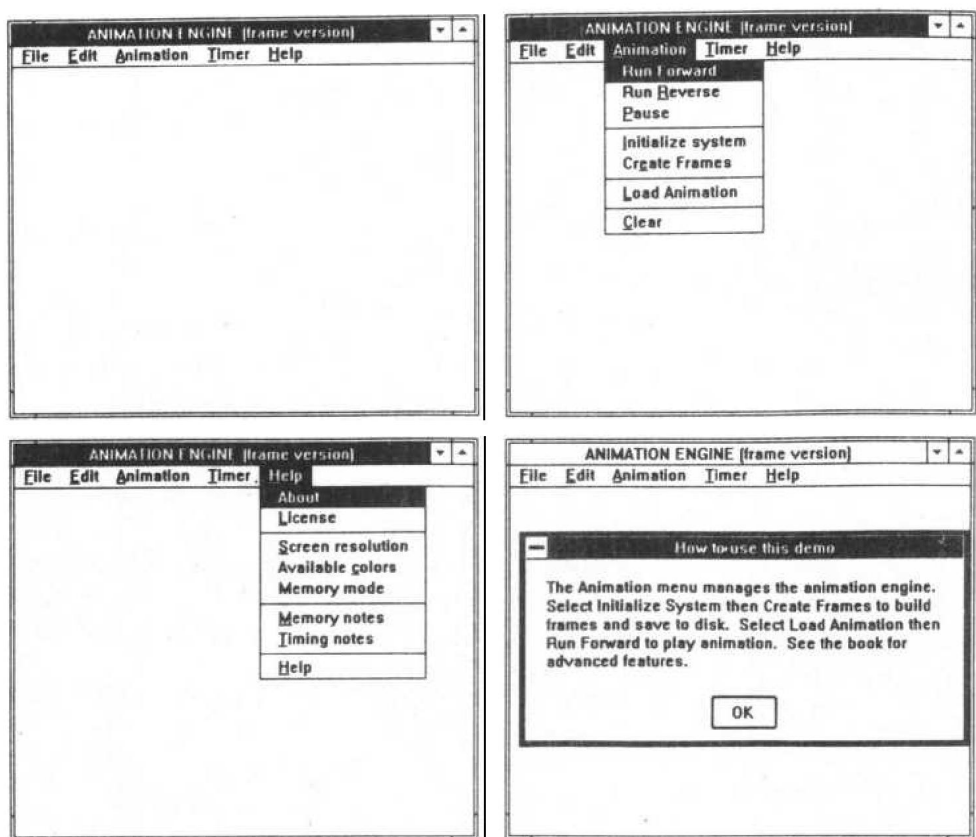 ANIMATION ENGINE (frame version)
File Edit Animation Timer Help
ANIMATION ENGINE (frame version)
File Edit Animation Timer Help
Run Forward
Run Reverse
Pause
Initialize system
Create Frames
Load Animation
Clear
ANIMATION ENGINE (frame version)
File Edit Animation Timer Help
About
License
Screen resolution
Available colors
Memory mode
Memory notes
Timing notes
Help
ANIMATION ENGINE (frame version)
File Edit Animation Timer Help
How to use this demo
The Animation menu manages the animation engine.
Select Initialize System then Create Frames to build
frames and save to disk. Select Load Animation then
Run Forward to play animation. See the book for
advanced features.
OK